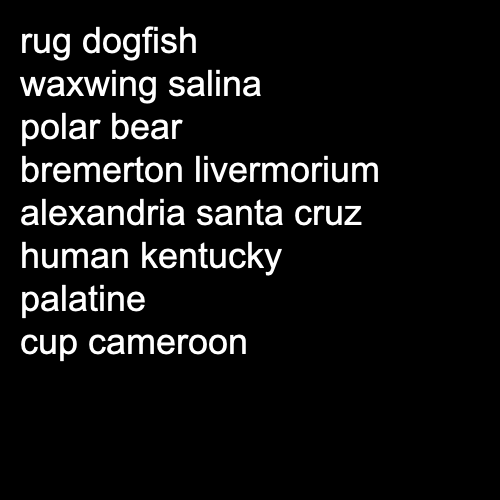 rug dogfish
waxwing salina
polar bear
bremerton livermorium
alexandria santa cruz
human kentucky
palatine
cup cameroon